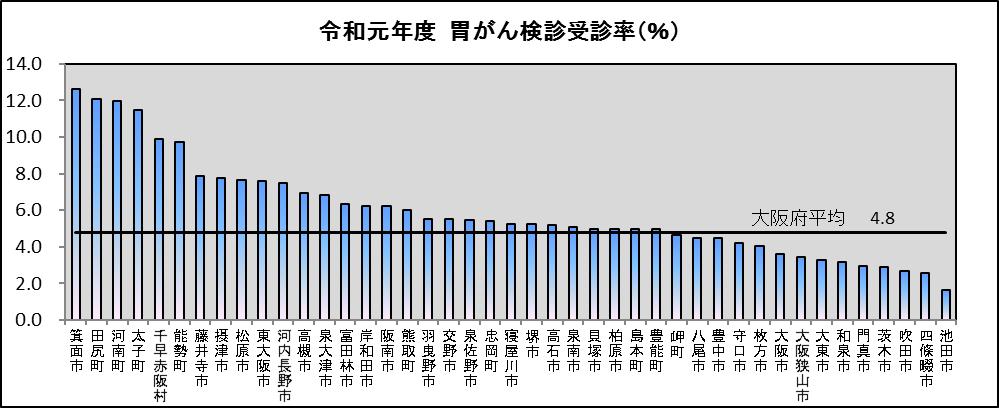 令和元年度 胃がん検診受診率(%)
14.0
12.0
10.0
8.0
6.0
4.0
2.0
0.0
大阪府平均 4.8
箕面市
田尻町
河南町
太子町
千早赤阪村
能勢町
藤井寺市
摂津市
松原市
東大阪市
河内長野市
高槻市
泉大津市
富田林市
岸和田市
阪南市
熊取町
羽曳野市
交野市
泉佐野市
忠岡町
寝屋川市
堺市
高石市
泉南市
貝塚市
柏原市
島本町
豊能町
岬町
八尾市
豊中市
守口市
枚方市
大阪市
大阪狭山市
大東市
和泉市
門真市
茨木市
吹田市
四條畷市
池田市